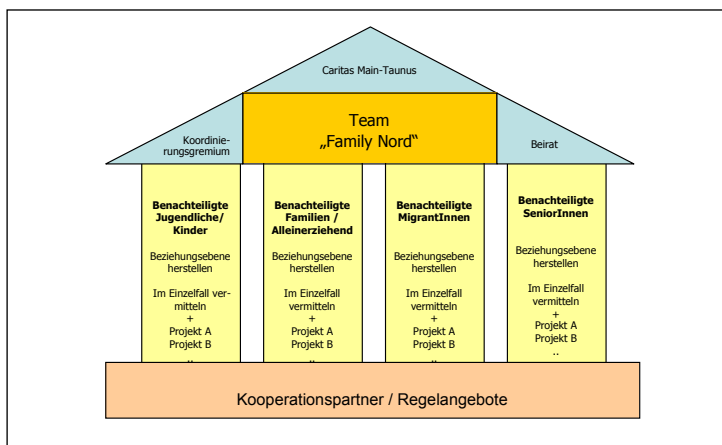 Caritas Main-Taunus
Team
„Family Nord“
Koordinie-
rungsgremium
Beirat
Benachteiligte
Jugendliche/
Kinder
Beziehungsebene
herstellen
Im Einzelfall ver-
mitteln
+
Projekt A
Projekt B
..
Benachteiligte
Familien /
Alleinerziehend
Beziehungsebene
herstellen
Im Einzelfall
vermitteln
+
Projekt A
Projekt B
..
Benachteiligte
MigrantInnen
Beziehungsebene
herstellen
Im Einzelfall
vermitteln
+
Projekt A
Projekt B
..
Benachteiligte
SeniorInnen
Beziehungsebene
herstellen
Im Einzelfall
vermitteln
+
Projekt A
Projekt B
..
Kooperationspartner / Regelangebote